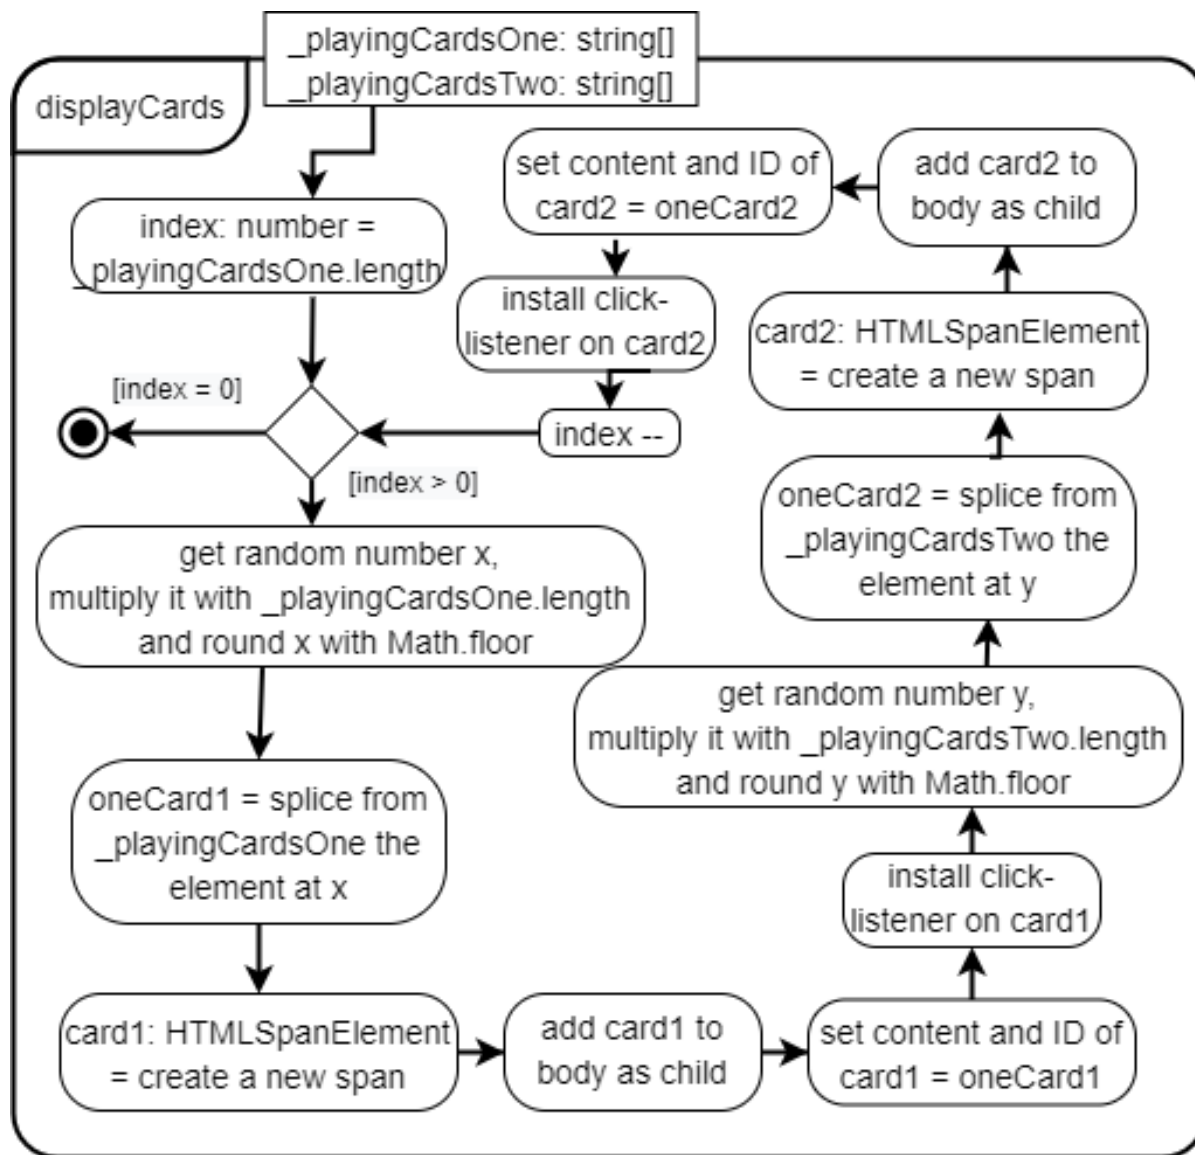 _playingCardsOne: string[]
_playingCardsTwo: string[]
displayCards
index: number =
_playingCardsOne.length
[index = 0]
[index > 0]
get random number x,
multiply it with _playingCardsOne.length
and round x with Math.floor
oneCard1 = splice from
_playingCardsOne the
element at x
card1: HTMLSpanElement
= create a new span
add card1 to
body as child
set content and ID of
card1 = oneCard1
install click-
listener on card1
get random number y,
multiply it with _playingCardsTwo.length
and round y with Math.floor
oneCard2 = splice from
_playingCardsTwo the
element at y
card2: HTMLSpanElement
= create a new span
add card2 to
body as child
set content and ID of
card2 = oneCard2
install click-
listener on card2
index --